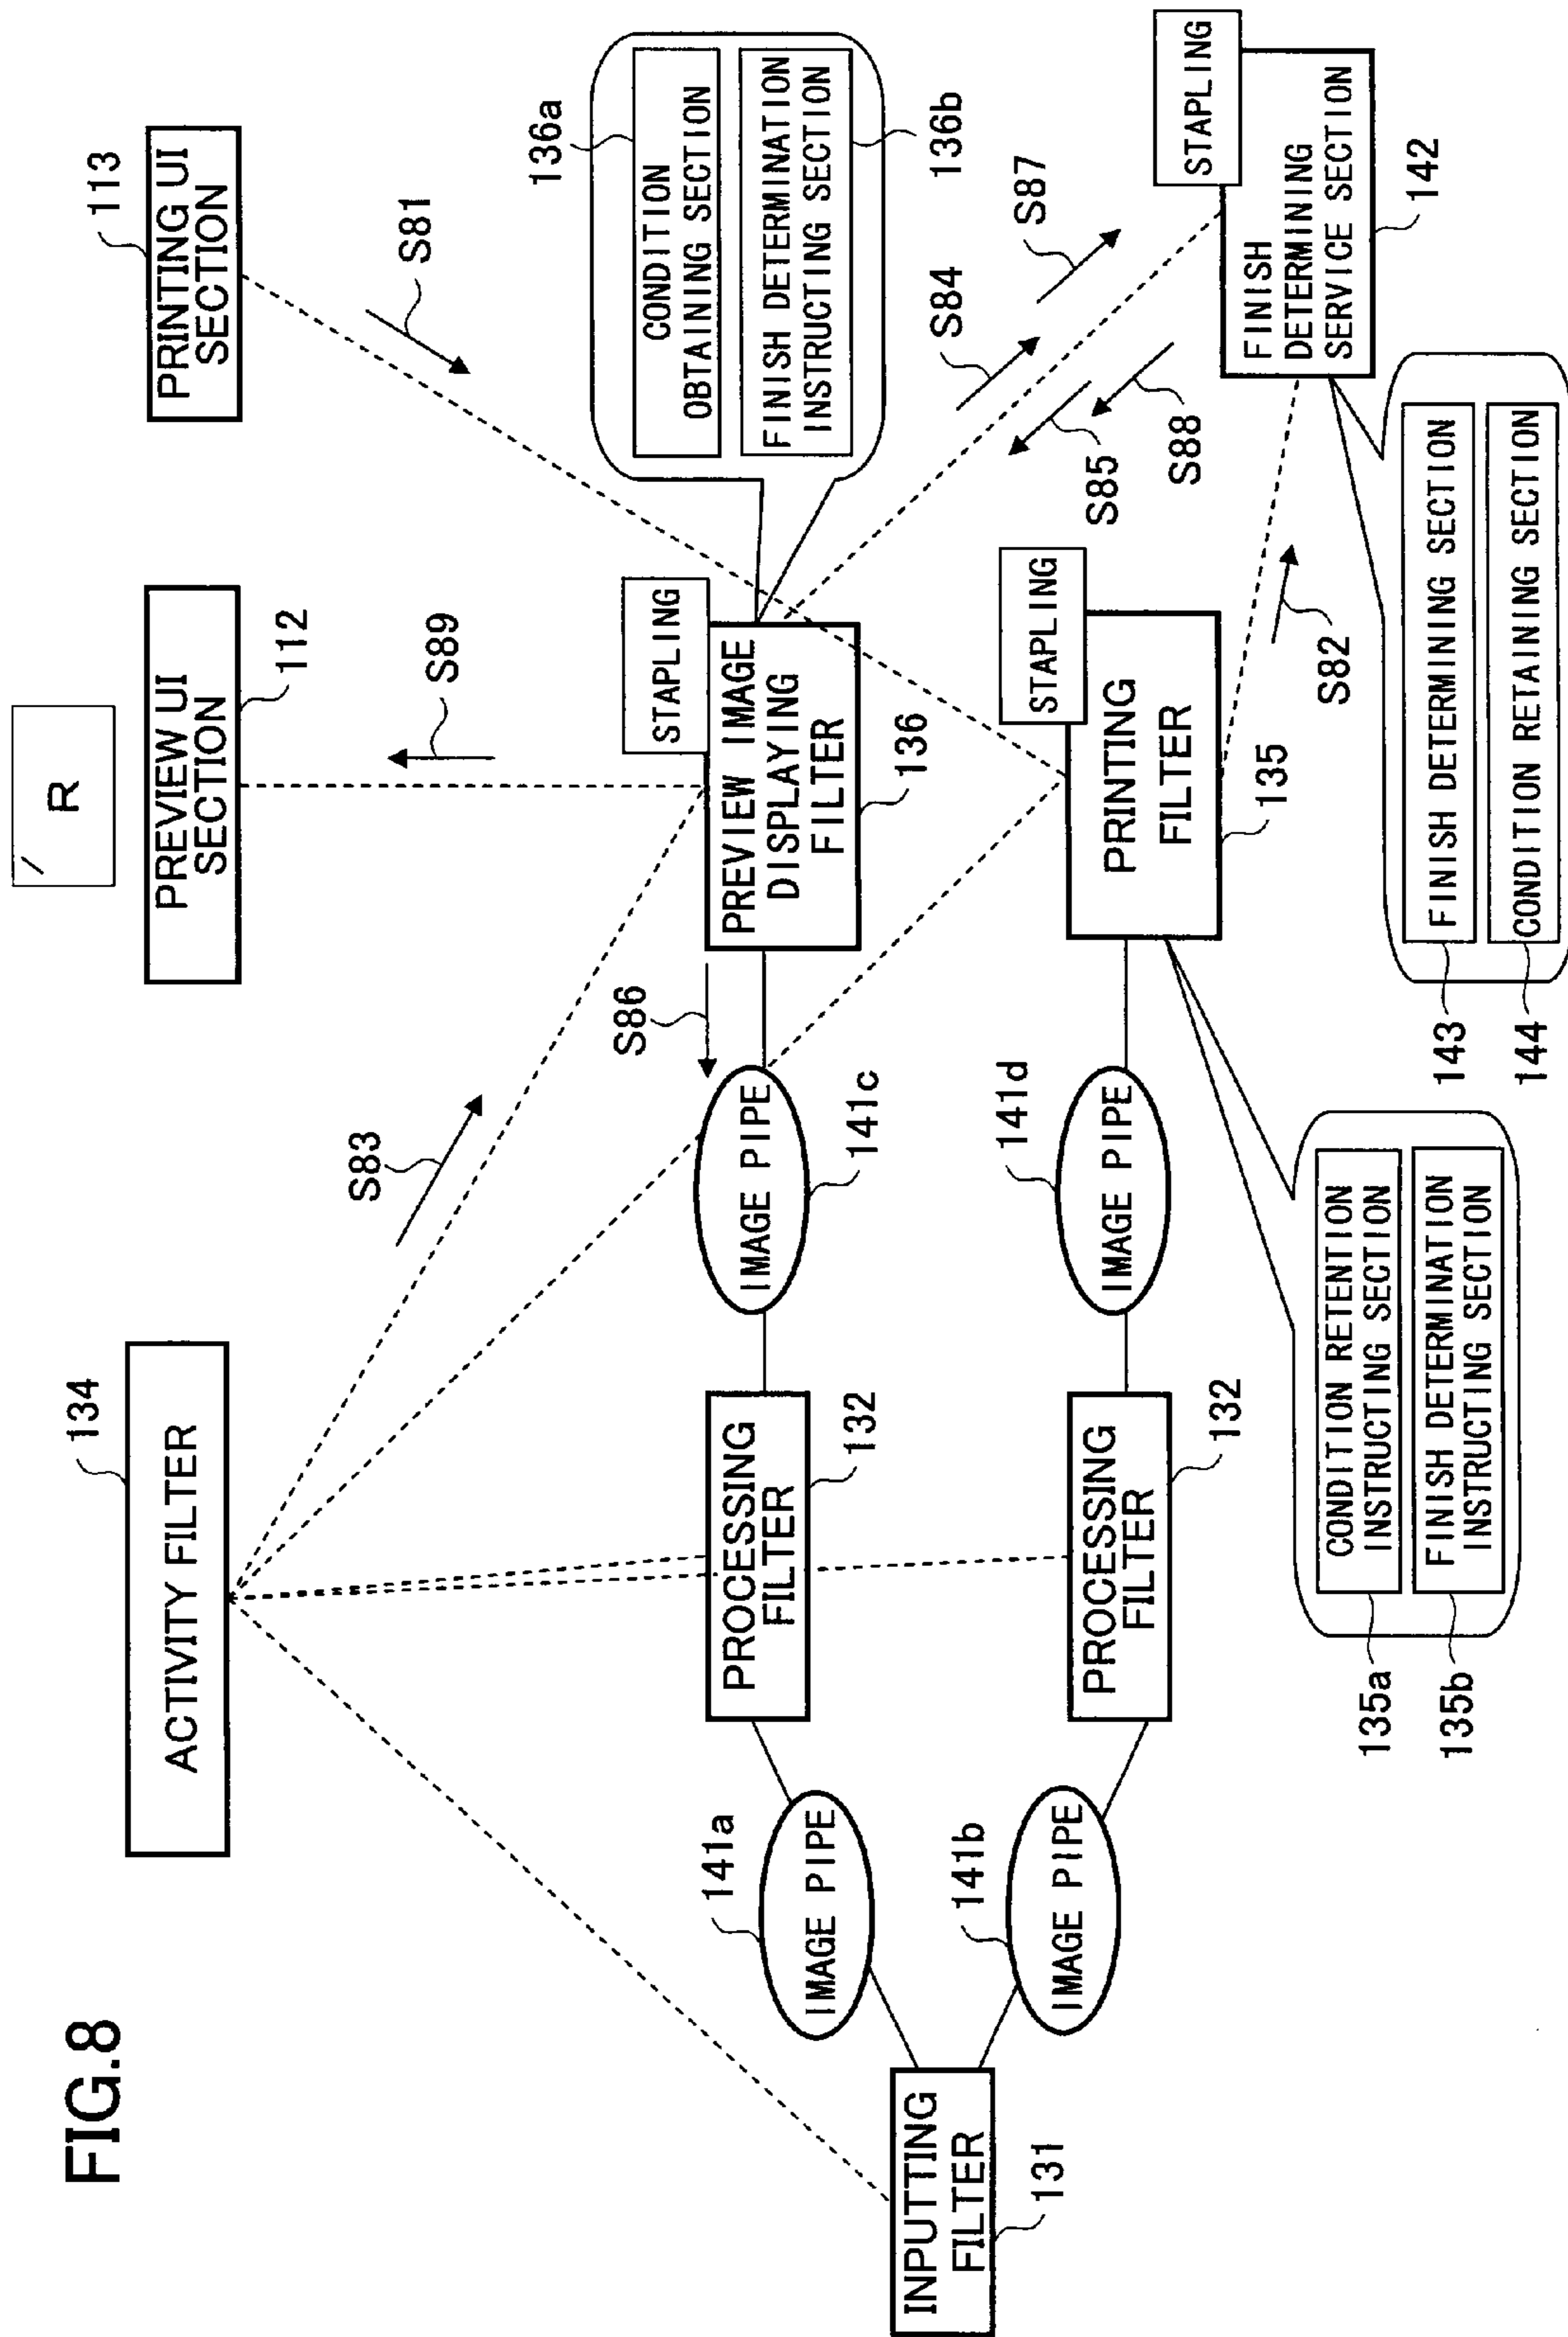 FIG.8
134
ACTIVITY FILTER
R
PREVIEW UI
SECTION
112
113
PRINTING UI
SECTION
S83
S89
S81
INPUTTING
FILTER
131
141a
IMAGE PIPE
141b
IMAGE PIPE
PROCESSING
FILTER
132
PROCESSING
FILTER
132
S86
IMAGE PIPE
141c
141d
IMAGE PIPE
STAPLING
PREVIEW IMAGE
DISPLAYING
FILTER
136
136a
CONDITION
OBTAINING SECTION
FINISH DETERMINATION
INSTRUCTING SECTION
136b
STAPLING
PRINTING
FILTER
135
S84
S87
S85
S88
S82
STAPLING
FINISH
DETERMINING
SERVICE SECTION
142
135a
CONDITION RETENTION
INSTRUCTING SECTION
135b
FINISH DETERMINATION
INSTRUCTING SECTION
143
FINISH DETERMINING SECTION
144
CONDITION RETAINING SECTION